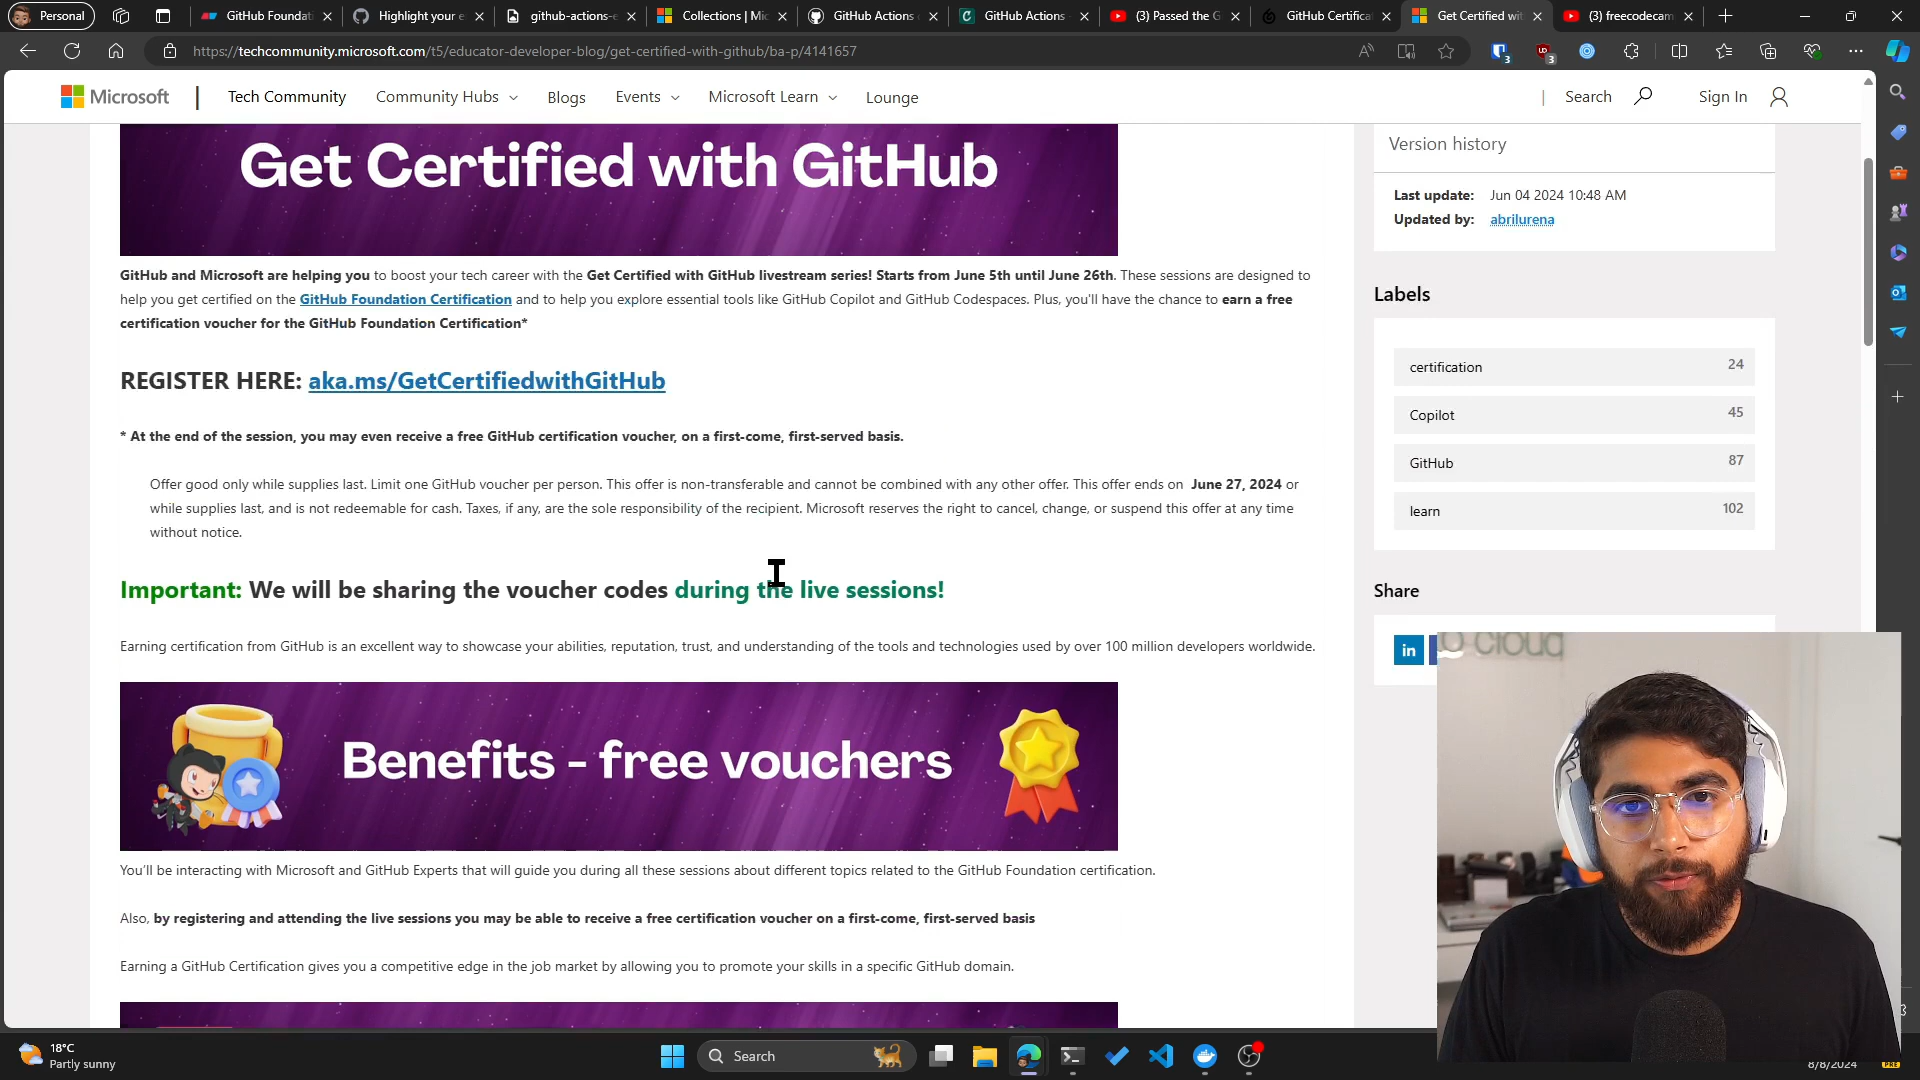 Personal
GitHub Foundat
Highlight your e
github-actions-e
Collections | Mic
GitHub Actions
GitHub Actions
(3) Passed the G
GitHub Certifica
Get Certified wit
(3) freecodecam
https://techcommunity.microsoft.com/t5/educator-developer-blog/get-certified-with-github/ba-p/4141657
Microsoft
Tech Community
Community Hubs
Blogs
Events
Microsoft Learn
Lounge
Search
Sign In
Get Certified with GitHub
GitHub and Microsoft are helping you to boost your tech career with the Get Certified with GitHub livestream series! Starts from June 5th until June 26th. These sessions are designed to
help you get certified on the GitHub Foundation Certification and to help you explore essential tools like GitHub Copilot and GitHub Codespaces. Plus, you'll have the chance to earn a free
certification voucher for the GitHub Foundation Certification*
REGISTER HERE: aka.ms/GetCertifiedwithGitHub
* At the end of the session, you may even receive a free GitHub certification voucher, on a first-come, first-served basis.
Offer good only while supplies last. Limit one GitHub voucher per person. This offer is non-transferable and cannot be combined with any other offer. This offer ends on June 27, 2024 or
while supplies last, and is not redeemable for cash. Taxes, if any, are the sole responsibility of the recipient. Microsoft reserves the right to cancel, change, or suspend this offer at any time
without notice.
Important: We will be sharing the voucher codes during the live sessions!
Earning certification from GitHub is an excellent way to showcase your abilities, reputation, trust, and understanding of the tools and technologies used by over 100 million developers worldwide.
Benefits - free vouchers
You'll be interacting with Microsoft and GitHub Experts that will guide you during all these sessions about different topics related to the GitHub Foundation certification.
Also, by registering and attending the live sessions you may be able to receive a free certification voucher on a first-come, first-served basis
Earning a GitHub Certification gives you a competitive edge in the job market by allowing you to promote your skills in a specific GitHub domain.
Version history
Last update: Jun 04 2024 10:48 AM
Updated by: abrilurena
Labels
certification 24
Copilot 45
GitHub 87
learn 102
Share
in
to cloud
18°C
Partly sunny
Search
8/8/2024
PRE